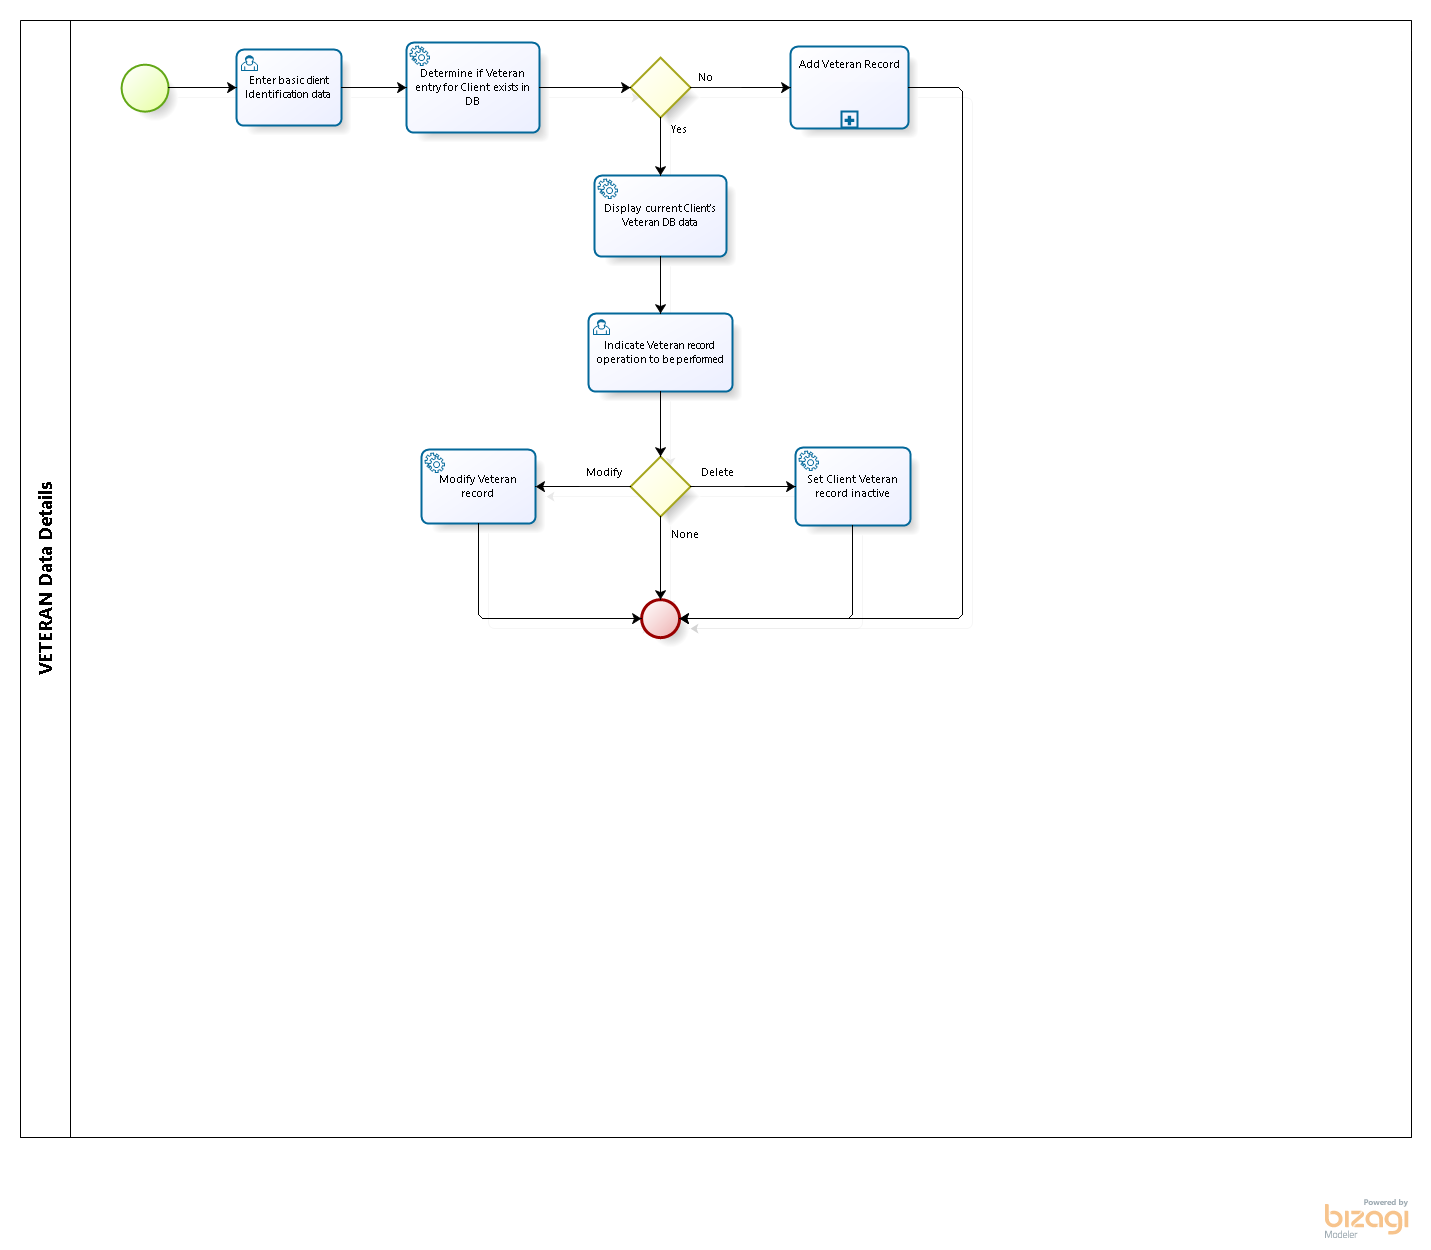 VETERAN Data Details
Enter basic client
Identification data
Determine if Veteran
entry for Client exists in
DB
No
Add Veteran Record
Yes
Display current Client's
Veteran DB data
Indicate Veteran record
operation to be performed
Modify
Delete
Modify Veteran
record
Set Client Veteran
record inactive
None
Powered by
bizagi
Modeler